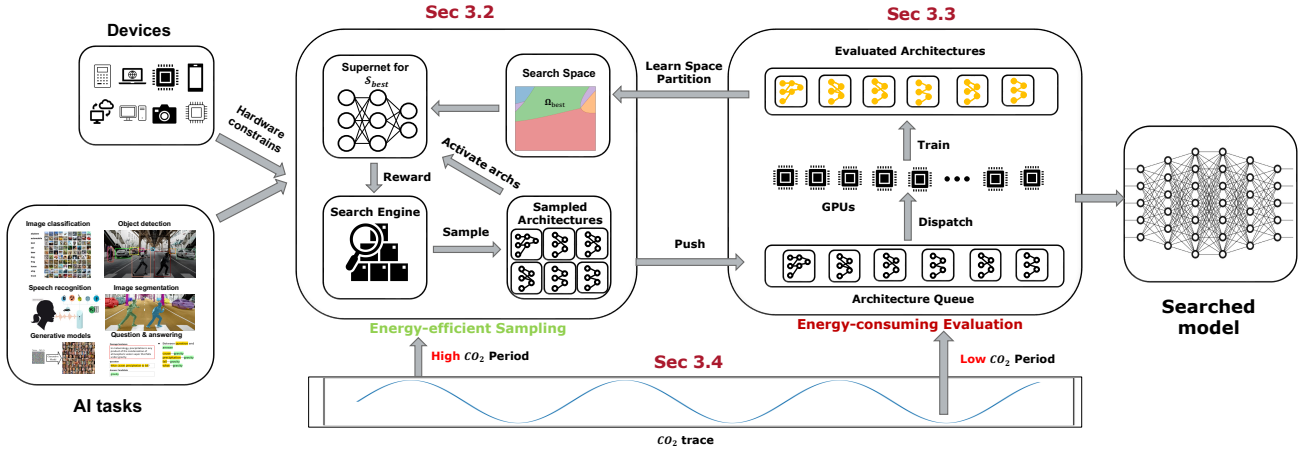 Devices
Hardware
constrains
Image classification
Object detection
Speech recognition
Image segmentation
Generative models
Question & answering
AI tasks
Sec 3.2
Supernet for
𝒮best
Search Space
Ωbest
Activate archs
Reward
Search Engine
Sample
Sampled
Architectures
Energy-efficient Sampling
Learn Space
Partition
Push
Sec 3.3
Evaluated Architectures
Train
GPUs
Dispatch
Architecture Queue
Energy-consuming Evaluation
Searched
model
High CO2 Period
Sec 3.4
Low CO2 Period
CO2 trace